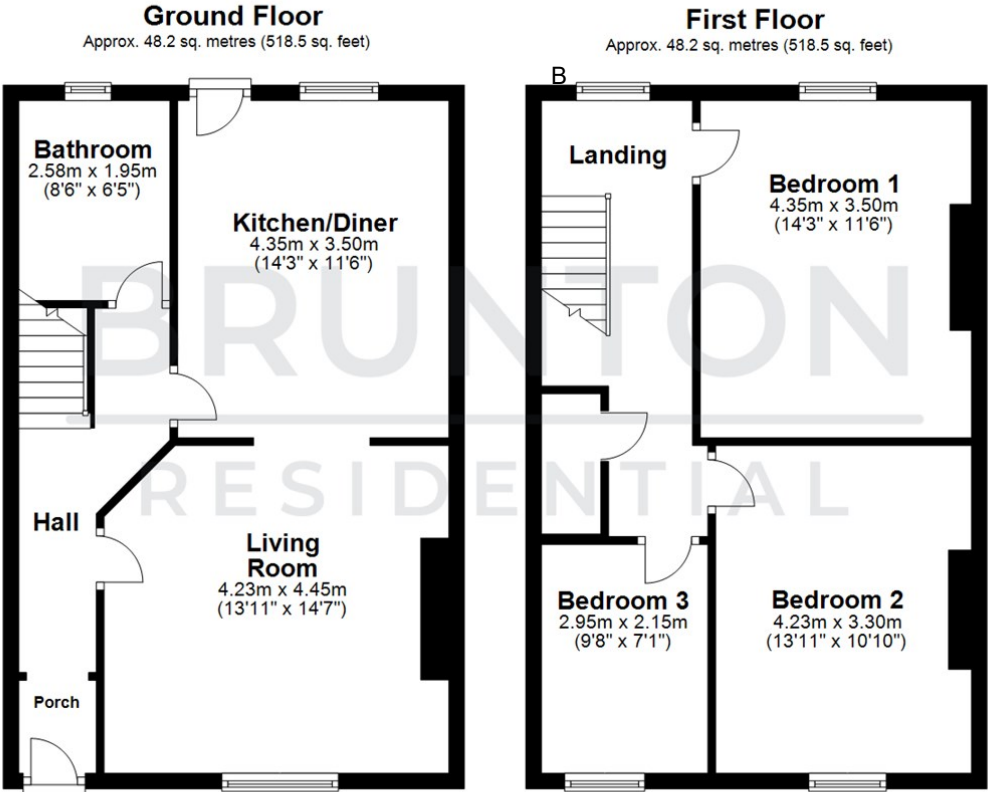 Ground Floor
Approx. 48.2 sq. metres (518.5 sq. feet)
Bathroom
2.58m x 1.95m
(8'6" x 6'5")
Kitchen/Diner
4.35m x 3.50m
(14'3" x 11'6")
Hall
Living
Room
4.23m x 4.45m
(13'11" x 14'7")
Porch
First Floor
Approx. 48.2 sq. metres (518.5 sq. feet)
B
Landing
Bedroom 1
4.35m x 3.50m
(14'3" x 11'6")
Bedroom 3
2.95m x 2.15m
(9'8" x 7'1")
Bedroom 2
4.23m x 3.30m
(13'11" x 10'10")
BRUNTON
RESIDENTIAL